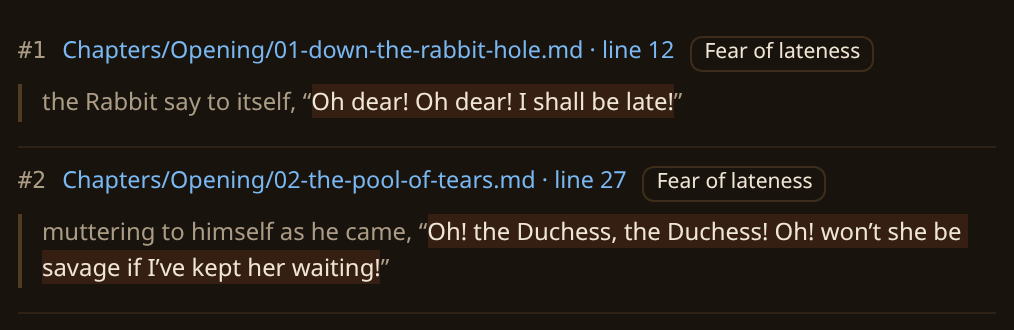 #1 Chapters/Opening/01-down-the-rabbit-hole.md · line 12 Fear of lateness
the Rabbit say to itself, “Oh dear! Oh dear! I shall be late!”
#2 Chapters/Opening/02-the-pool-of-tears.md · line 27 Fear of lateness
muttering to himself as he came, “Oh! the Duchess, the Duchess! Oh! won’t she be
savage if I’ve kept her waiting!”